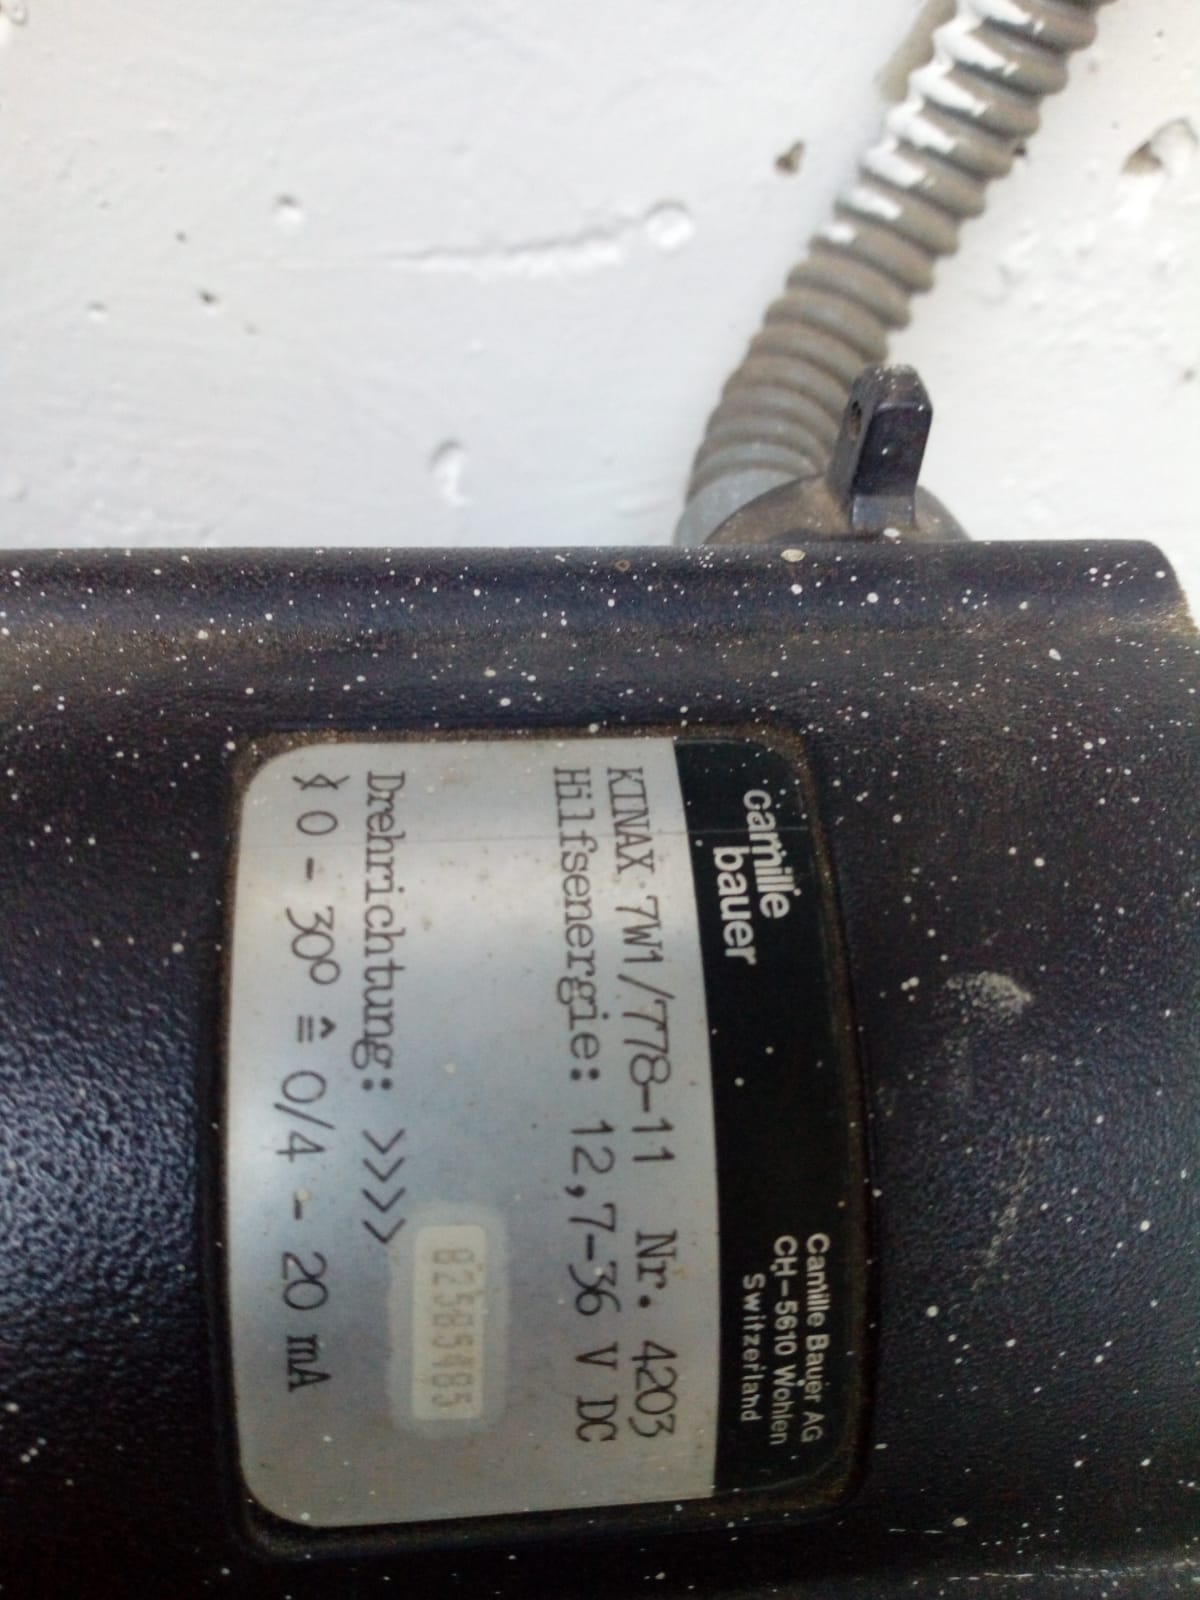 camille
bauer
Camille Bauer AG
CH-5610 Wohlen
Switzerland
KINAX 7W1/778-11 Nr. 4203
Hilfsenergie: 12,7-36 V DC
Drehrichtung: >>>>
∢ 0 - 30° ≙ 0/4 - 20 mA